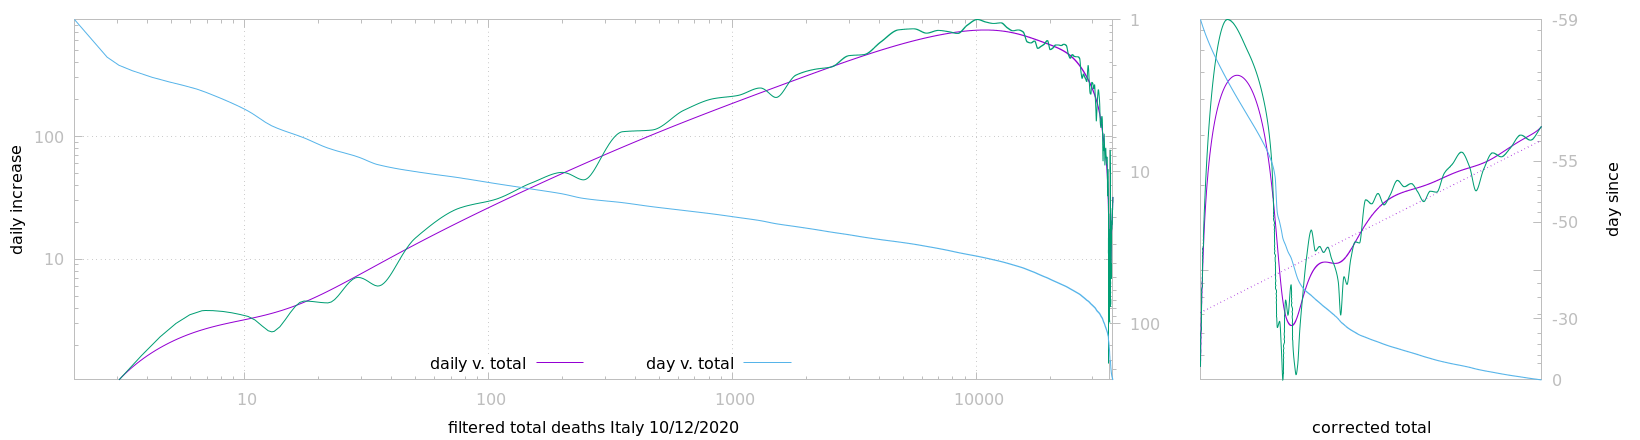 daily increase
100
10
1
10
100
10
100
1000
10000
daily v. total
day v. total
filtered total deaths Italy 10/12/2020
-59
-55
-50
-30
0
day since
corrected total